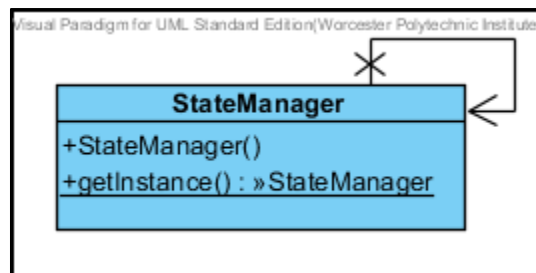 Visual Paradigm for UML Standard Edition(Worcester Polytechnic Institute
StateManager
+StateManager()
+getInstance() : »StateManager